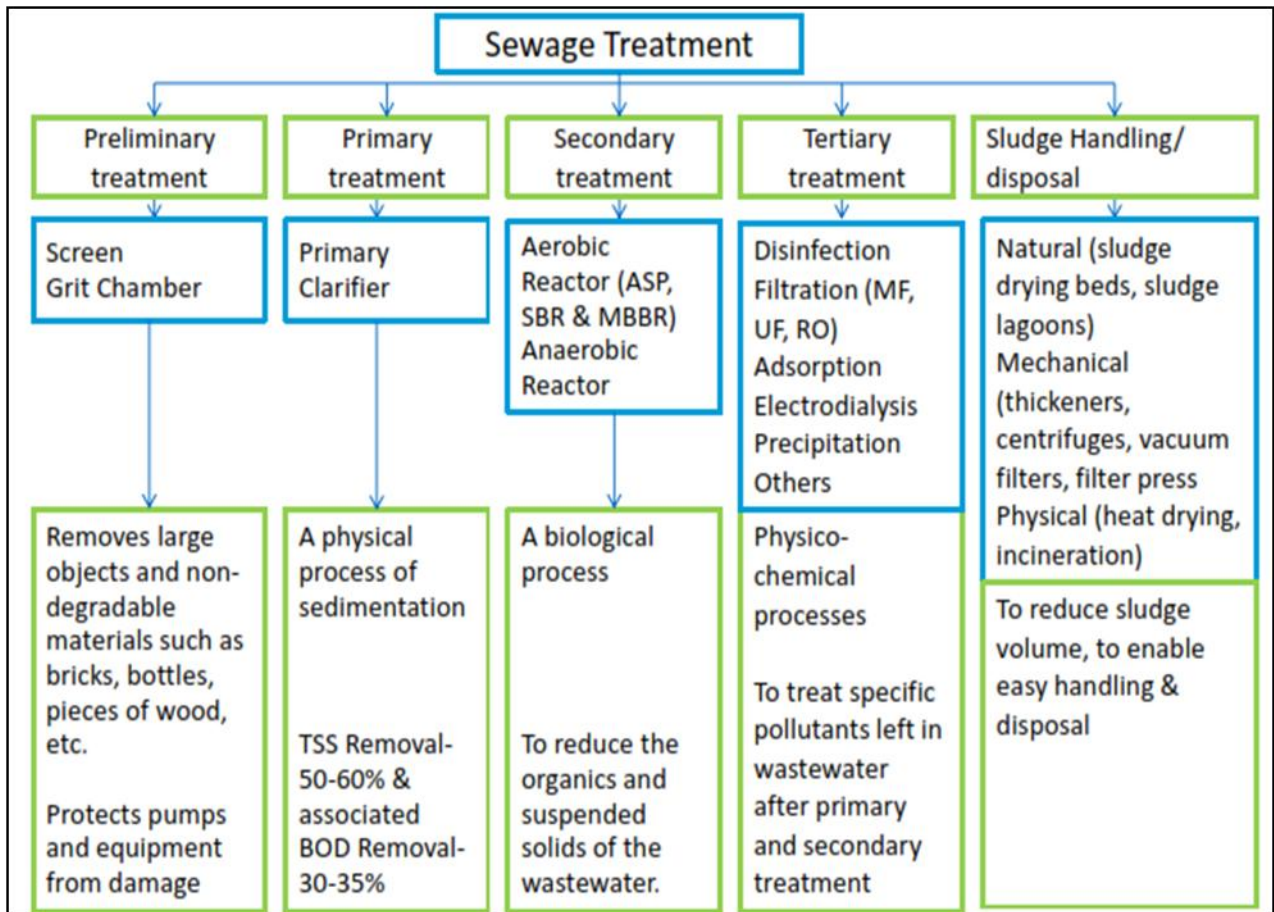 Sewage Treatment
Preliminary
treatment
Primary
treatment
Secondary
treatment
Tertiary
treatment
Sludge Handling/
disposal
Screen
Grit Chamber
Primary
Clarifier
Aerobic
Reactor (ASP,
SBR & MBBR)
Anaerobic
Reactor
Disinfection
Filtration (MF,
UF, RO)
Adsorption
Electrodialysis
Precipitation
Others
Natural (sludge
drying beds, sludge
lagoons)
Mechanical
(thickeners,
centrifuges, vacuum
filters, filter press
Physical (heat drying,
incineration)
Removes large
objects and non-
degradable
materials such as
bricks, bottles,
pieces of wood,
etc.
Protects pumps
and equipment
from damage
A physical
process of
sedimentation
TSS Removal-
50-60% &
associated
BOD Removal-
30-35%
A biological
process
To reduce the
organics and
suspended
solids of the
wastewater.
Physico-
chemical
processes
To treat specific
pollutants left in
wastewater
after primary
and secondary
treatment
To reduce sludge
volume, to enable
easy handling &
disposal